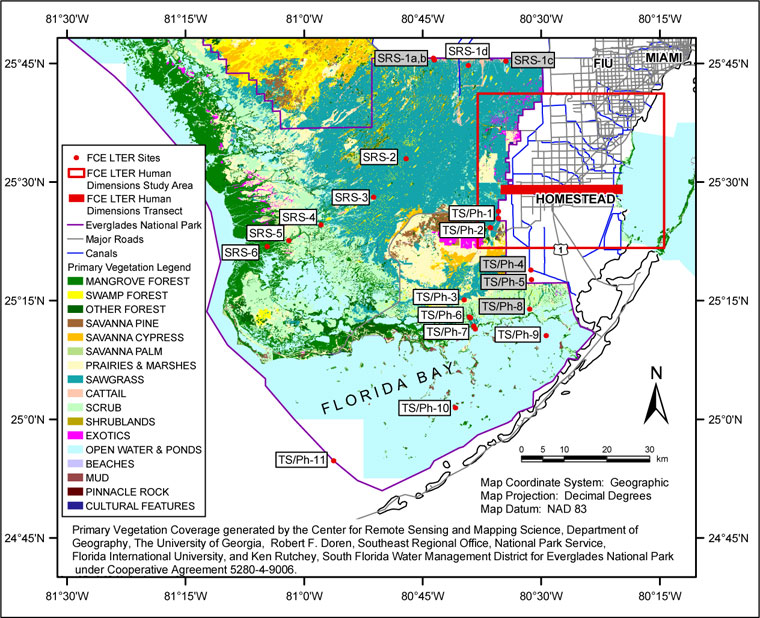 81°30'W
81°15'W
81°0'W
80°45'W
80°30'W
80°15'W
25°45'N
25°30'N
25°15'N
25°0'N
24°45'N
25°45'N
25°30'N
25°15'N
25°0'N
24°45'N
SRS-1d
SRS-1a,b
SRS-1c
FIU
MIAMI
SRS-2
SRS-3
HOMESTEAD
SRS-4
SRS-5
SRS-6
TS/Ph-1
TS/Ph-2
1
TS/Ph-4
TS/Ph-5
TS/Ph-3
TS/Ph-8
TS/Ph-6
TS/Ph-7
TS/Ph-9
FLORIDA BAY
TS/Ph-10
TS/Ph-11
FCE LTER Sites
FCE LTER Human
Dimensions Study Area
FCE LTER Human
Dimensions Transect
Everglades National Park
Major Roads
Canals
Primary Vegetation Legend
MANGROVE FOREST
SWAMP FOREST
OTHER FOREST
SAVANNA PINE
SAVANNA CYPRESS
SAVANNA PALM
PRAIRIES & MARSHES
SAWGRASS
CATTAIL
SCRUB
SHRUBLANDS
EXOTICS
OPEN WATER & PONDS
BEACHES
MUD
PINNACLE ROCK
CULTURAL FEATURES
N
0 5 10 20 30
km
Map Coordinate System: Geographic
Map Projection: Decimal Degrees
Map Datum: NAD 83
Primary Vegetation Coverage generated by the Center for Remote Sensing and Mapping Science, Department of
Geography, The University of Georgia, Robert F. Doren, Southeast Regional Office, National Park Service,
Florida International University, and Ken Rutchey, South Florida Water Management District for Everglades National Park
under Cooperative Agreement 5280-4-9006.
81°30'W
81°15'W
81°0'W
80°45'W
80°30'W
80°15'W